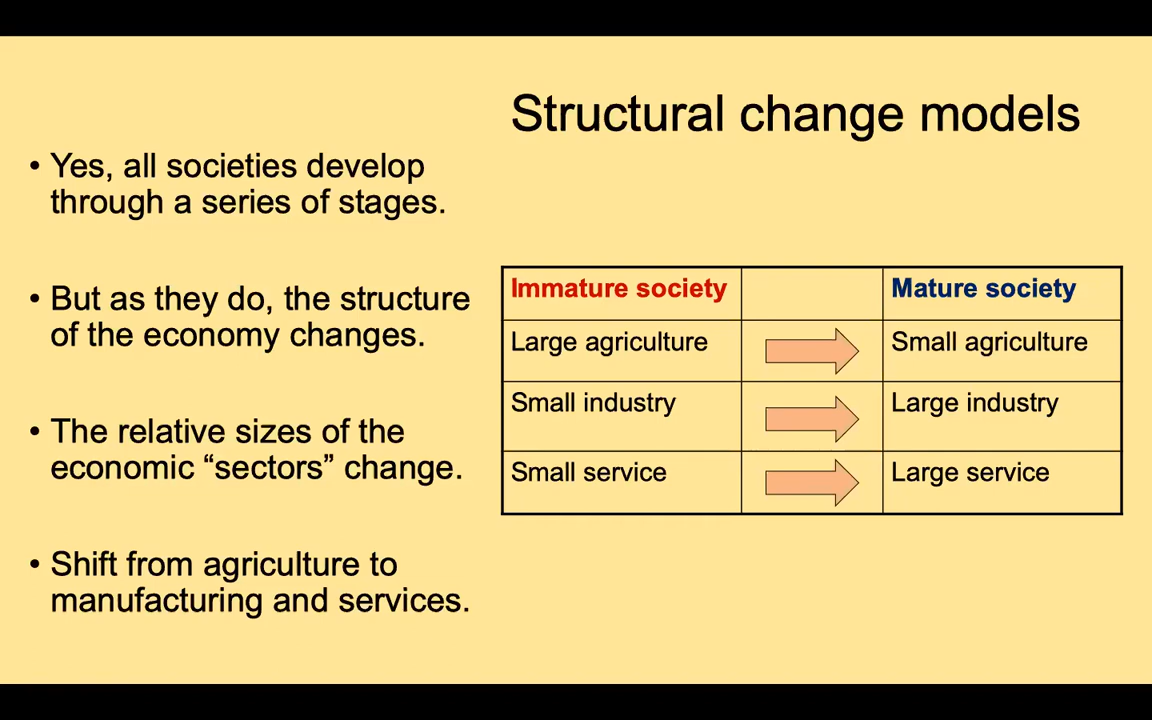 Structural change models
• Yes, all societies develop
through a series of stages.
• But as they do, the structure
of the economy changes.
• The relative sizes of the
economic “sectors” change.
• Shift from agriculture to
manufacturing and services.
Immature society Mature society
Large agriculture Small agriculture
Small industry Large industry
Small service Large service